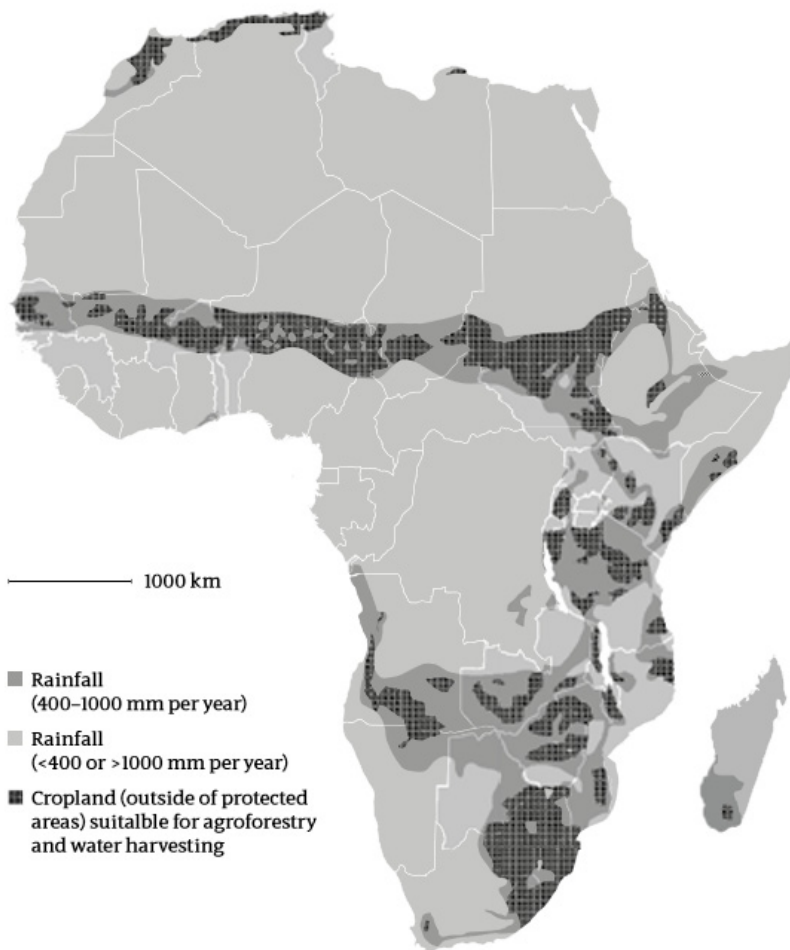 1000 km
Rainfall
(400–1000 mm per year)
Rainfall
(<400 or >1000 mm per year)
Cropland (outside of protected
areas) suitalble for agroforestry
and water harvesting